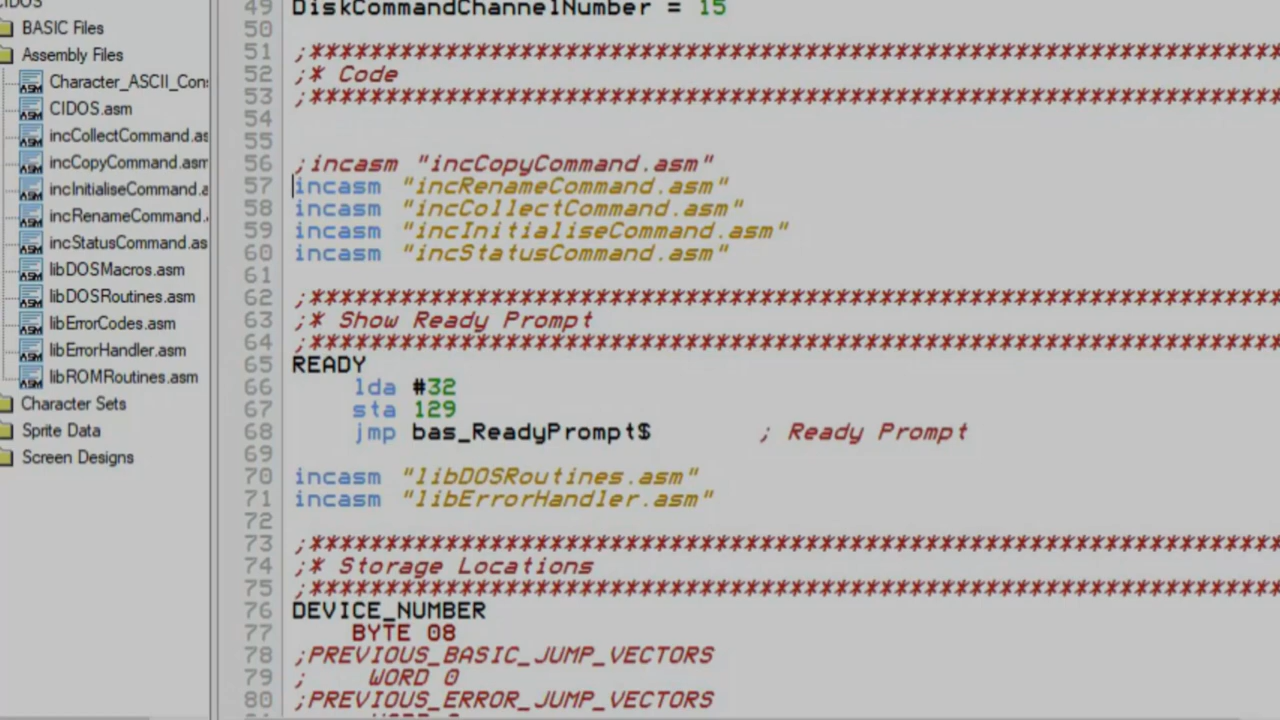 CIDOS
BASIC Files
Assembly Files
Character_ASCII_Con
CIDOS.asm
incCollectCommand.as
incCopyCommand.asm
incInitialiseCommand.a
incRenameCommand.
incStatusCommand.as
libDOSMacros.asm
libDOSRoutines.asm
libErrorCodes.asm
libErrorHandler.asm
libROMRoutines.asm
Character Sets
Sprite Data
Screen Designs
49 DiskCommandChannelNumber = 15
50
51 ;******************************************************************
52 ;* Code
53 ;******************************************************************
54
55
56 ;incasm "incCopyCommand.asm"
57 incasm "incRenameCommand.asm"
58 incasm "incCollectCommand.asm"
59 incasm "incInitialiseCommand.asm"
60 incasm "incStatusCommand.asm"
61
62 ;******************************************************************
63 ;* Show Ready Prompt
64 ;******************************************************************
65 READY
66 lda #32
67 sta 129
68 jmp bas_ReadyPrompt$ ; Ready Prompt
69
70 incasm "libDOSRoutines.asm"
71 incasm "libErrorHandler.asm"
72
73 ;******************************************************************
74 ;* Storage Locations
75 ;******************************************************************
76 DEVICE_NUMBER
77 BYTE 08
78 ;PREVIOUS_BASIC_JUMP_VECTORS
79 ; WORD 0
80 ;PREVIOUS_ERROR_JUMP_VECTORS